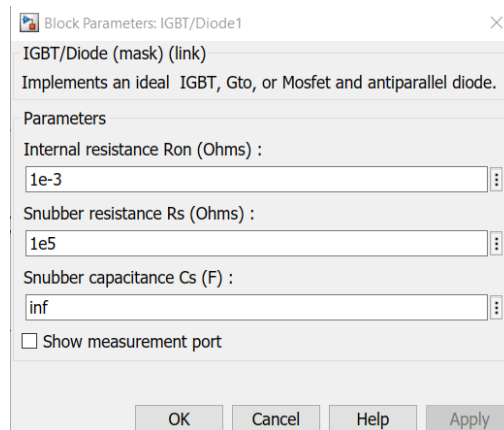 Block Parameters: IGBT/Diode1
IGBT/Diode (mask) (link)
Implements an ideal IGBT, Gto, or Mosfet and antiparallel diode.
Parameters
Internal resistance Ron (Ohms) :
1e-3
Snubber resistance Rs (Ohms) :
1e5
Snubber capacitance Cs (F) :
inf
Show measurement port
OK Cancel Help Apply